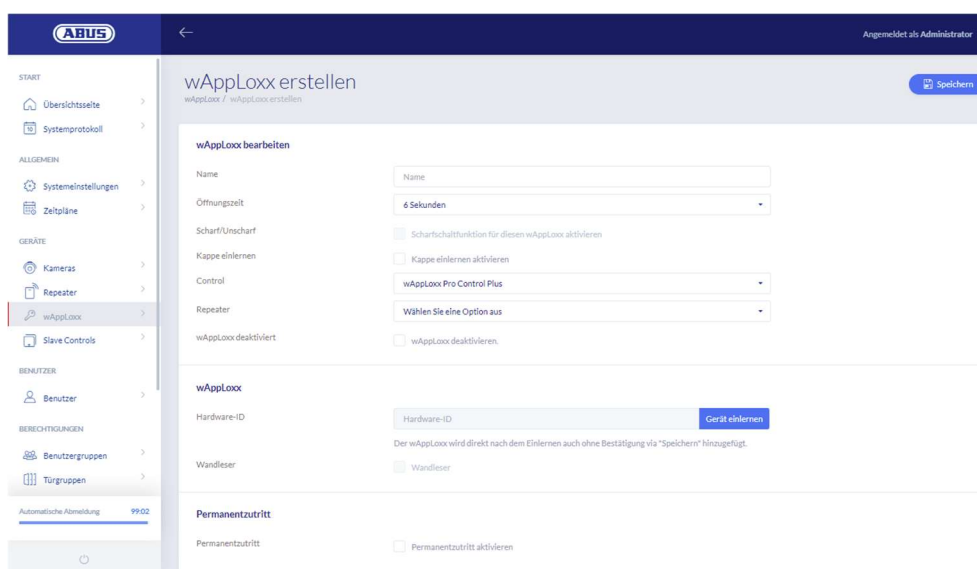 ABUS
Angemeldet als Administrator
START
Übersichtsseite
Systemprotokoll
ALLGEMEIN
Systemeinstellungen
Zeitpläne
GERÄTE
Kameras
Repeater
wAppLoxx
Slave Controls
BENUTZER
Benutzer
BERECHTIGUNGEN
Benutzergruppen
Türgruppen
Automatische Abmeldung 99:02
wAppLoxx erstellen
wAppLoxx / wAppLoxx erstellen
Speichern
wAppLoxx bearbeiten
Name Name
Öffnungszeit 6 Sekunden
Scharf/Unscharf Scharfschaltfunktion für diesen wAppLoxx aktivieren
Kappe einlernen Kappe einlernen aktivieren
Control wAppLoxx Pro Control Plus
Repeater Wählen Sie eine Option aus
wAppLoxx deaktiviert wAppLoxx deaktivieren.
wAppLoxx
Hardware-ID Hardware-ID Gerät einlernen
Der wAppLoxx wird direkt nach dem Einlernen auch ohne Bestätigung via "Speichern" hinzugefügt.
Wandleser Wandleser
Permanentzutritt
Permanentzutritt Permanentzutritt aktivieren